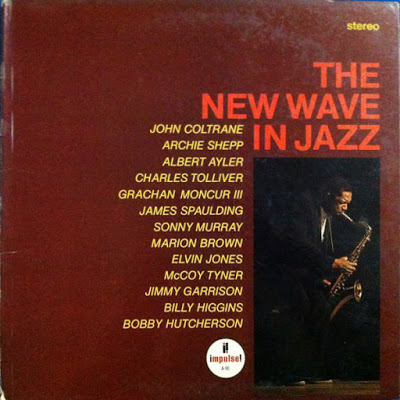 stereo
THE
NEW WAVE
IN JAZZ
JOHN COLTRANE
ARCHIE SHEPP
ALBERT AYLER
CHARLES TOLLIVER
GRACHAN MONCUR III
JAMES SPAULDING
SONNY MURRAY
MARION BROWN
ELVIN JONES
McCOY TYNER
JIMMY GARRISON
BILLY HIGGINS
BOBBY HUTCHERSON
i!
impulse!
A 90